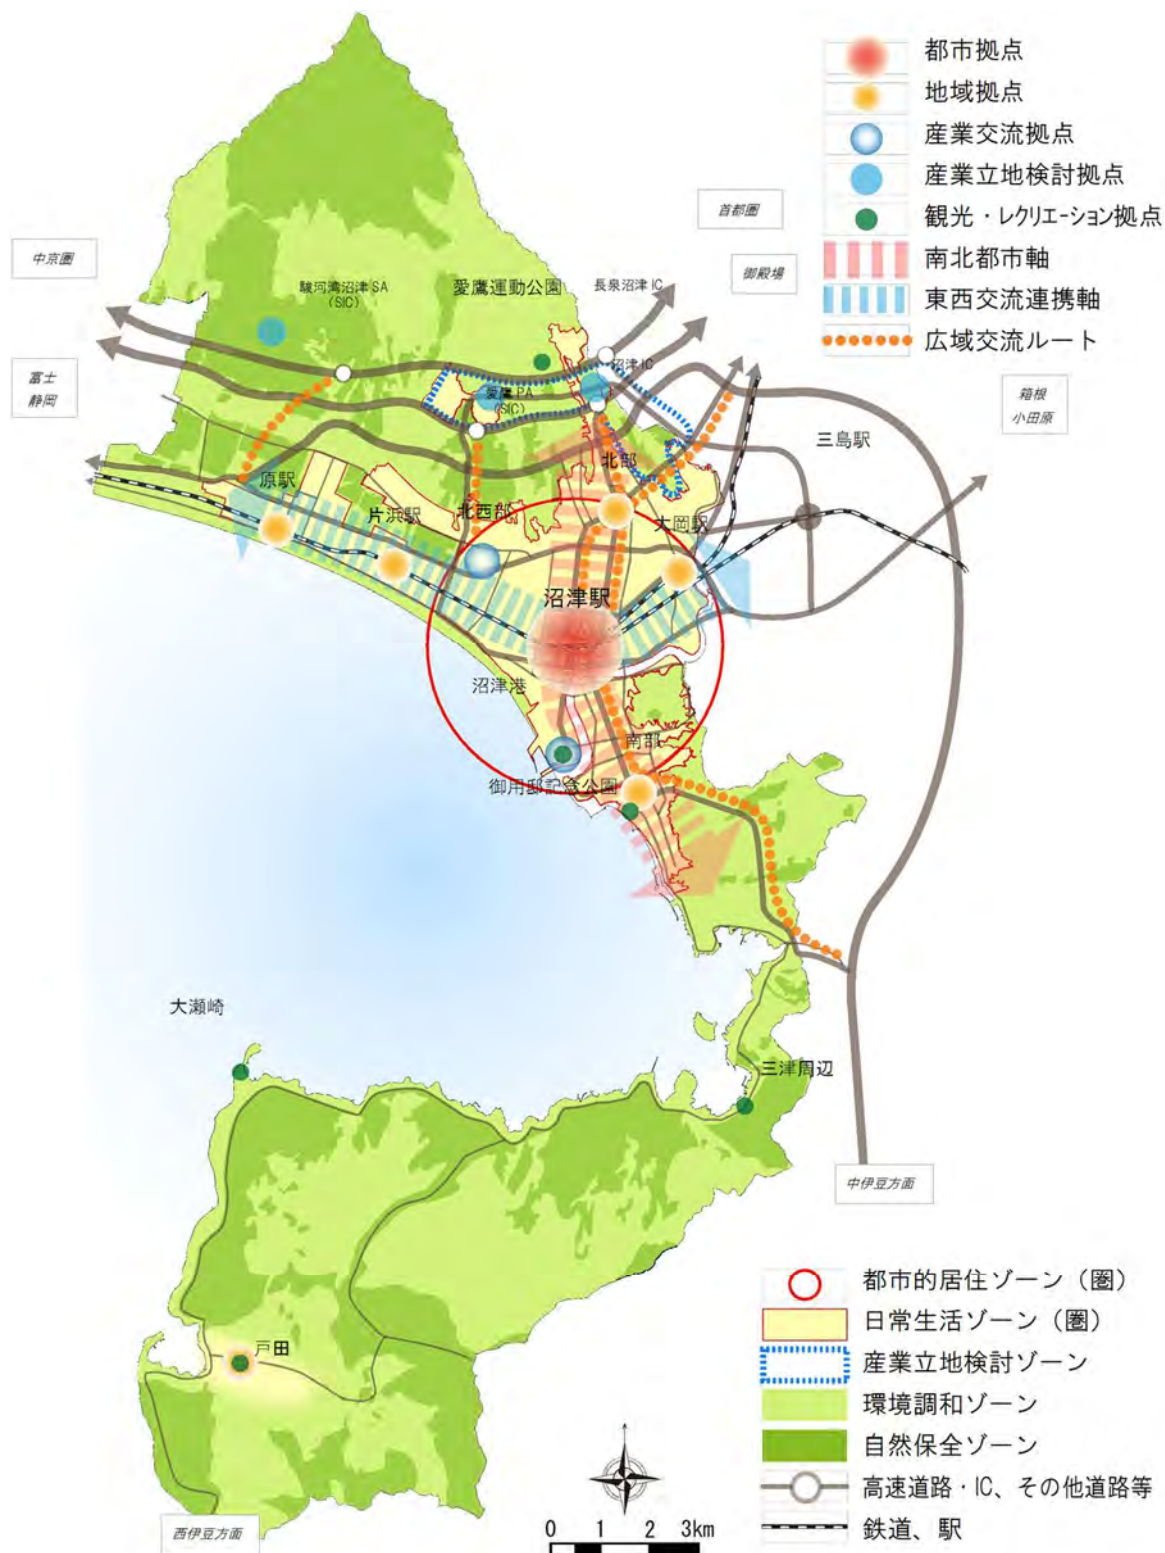 都市拠点
地域拠点
産業交流拠点
産業立地検討拠点
観光・レクリエーション拠点
南北都市軸
東西交流連携軸
広域交流ルート
首都圏
中京圏
御殿場
駿河湾沼津SA
(SIC)
愛鷹運動公園
長泉沼津IC
沼津IC
富士
静岡
愛鷹PA
(SIC)
箱根
小田原
三島駅
北部
原駅
片浜駅
北西部
大岡駅
沼津駅
沼津港
南部
御用邸記念公園
大瀬崎
三津周辺
中伊豆方面
戸田
西伊豆方面
都市的居住ゾーン（圏）
日常生活ゾーン（圏）
産業立地検討ゾーン
環境調和ゾーン
自然保全ゾーン
高速道路・IC、その他道路等
鉄道、駅
0 1 2 3km